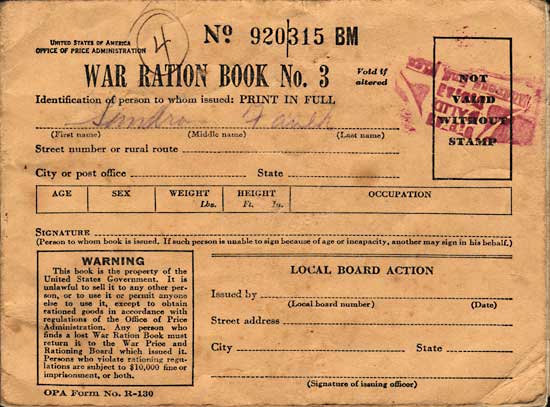 UNITED STATES OF AMERICA
OFFICE OF PRICE ADMINISTRATION
4
No 920315 BM
WAR RATION BOOK No. 3
Void if altered
Identification of person to whom issued: PRINT IN FULL
Sandra
(First name) (Middle name) (Last name)
Street number or rural route
City or post office State
AGE SEX WEIGHT Lbs. HEIGHT Ft. In. OCCUPATION
NOT
VALID
WITHOUT
STAMP
SIGNATURE
(Person to whom book is issued. If such person is unable to sign because of age or incapacity, another may sign in his behalf.)
WARNING
This book is the property of the
United States Government. It is
unlawful to sell it to any other per-
son, or to use it or permit anyone
else to use it, except to obtain
rationed goods in accordance with
regulations of the Office of Price
Administration. Any person who
finds a lost War Ration Book must
return it to the War Price and
Rationing Board which issued it.
Persons who violate rationing regu-
lations are subject to $10,000 fine or
imprisonment, or both.
LOCAL BOARD ACTION
Issued by
(Local board number) (Date)
Street address
City State
(Signature of issuing officer)
OPA Form No. R-130